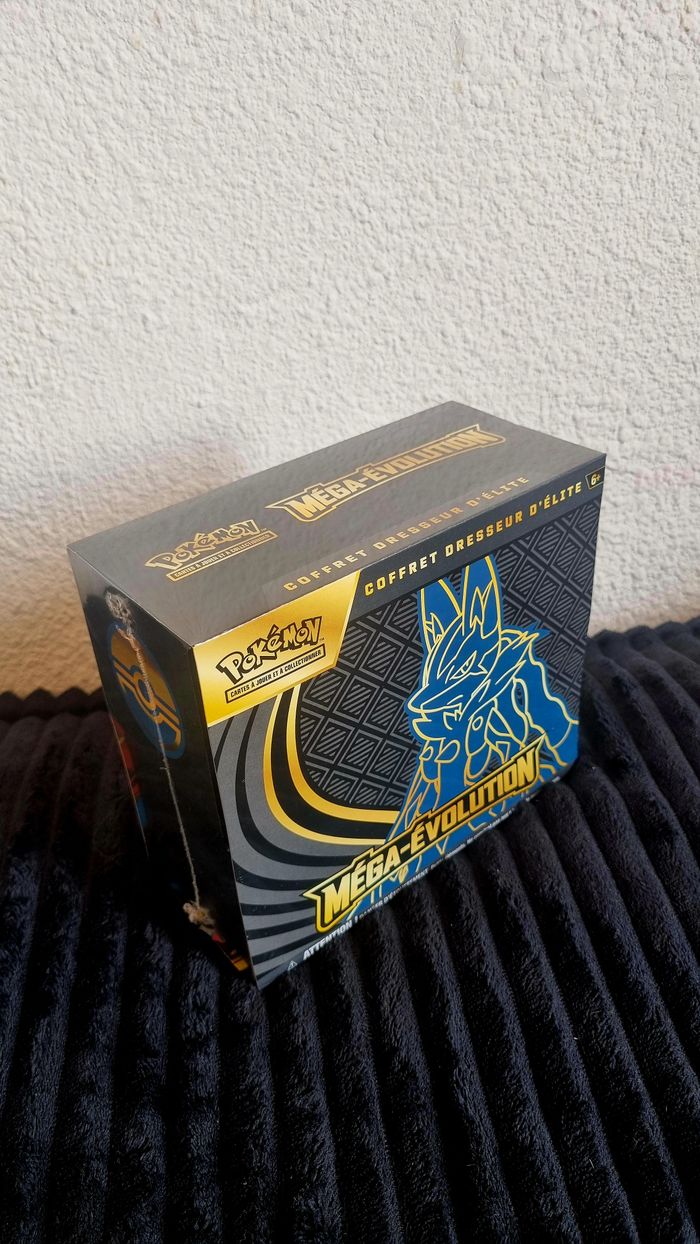 MÉGA-ÉVOLUTION
POKÉMON
CARTES À JOUER ET À COLLECTIONNER
COFFRET DRESSEUR D'ÉLITE
COFFRET DRESSEUR D'ÉLITE
6+
POKÉMON
CARTES À JOUER ET À COLLECTIONNER
MÉGA-ÉVOLUTION
ATTENTION !